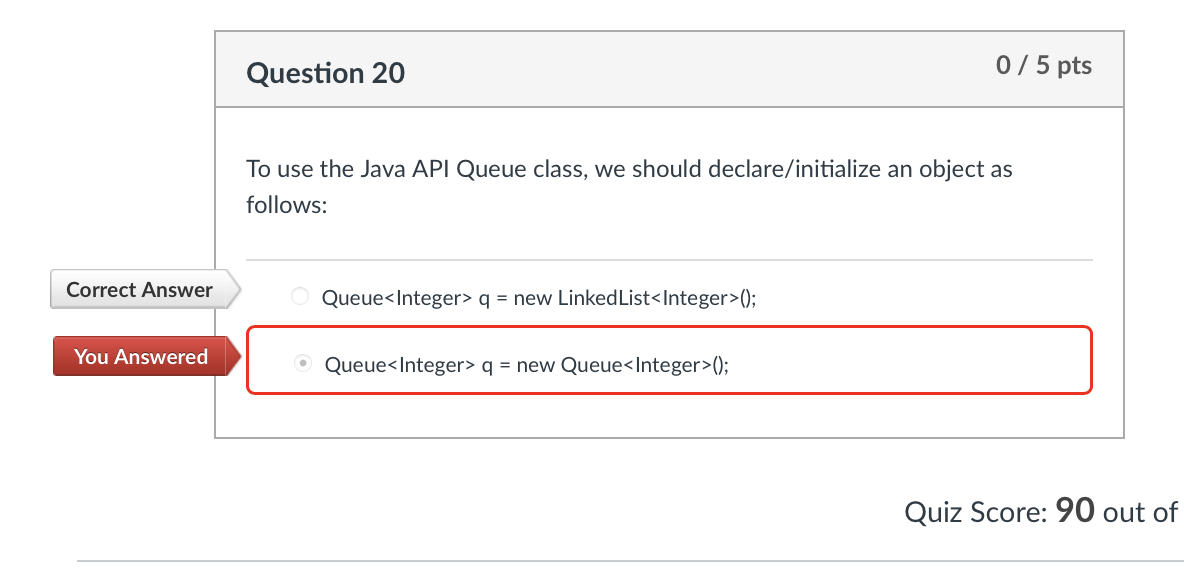 Question 20
0 / 5 pts
To use the Java API Queue class, we should declare/initialize an object as
follows:
Correct Answer
Queue<Integer> q = new LinkedList<Integer>();
You Answered
Queue<Integer> q = new Queue<Integer>();
Quiz Score: 90 out of